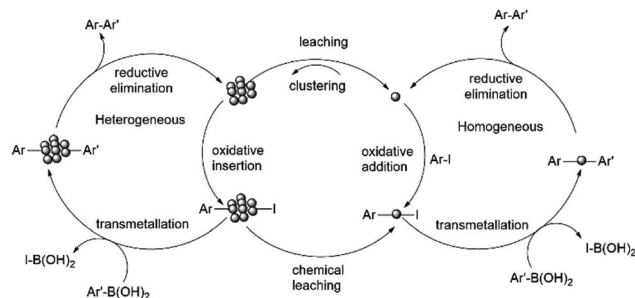 Ar-Ar'
Ar-Ar'
leaching
clustering
reductive
elimination
reductive
elimination
Heterogeneous
Homogeneous
oxidative
insertion
oxidative
addition
Ar-I
Ar Ar'
Ar Ar'
Ar I
Ar I
transmetallation
transmetallation
I-B(OH)2
Ar'-B(OH)2
chemical
leaching
I-B(OH)2
Ar'-B(OH)2